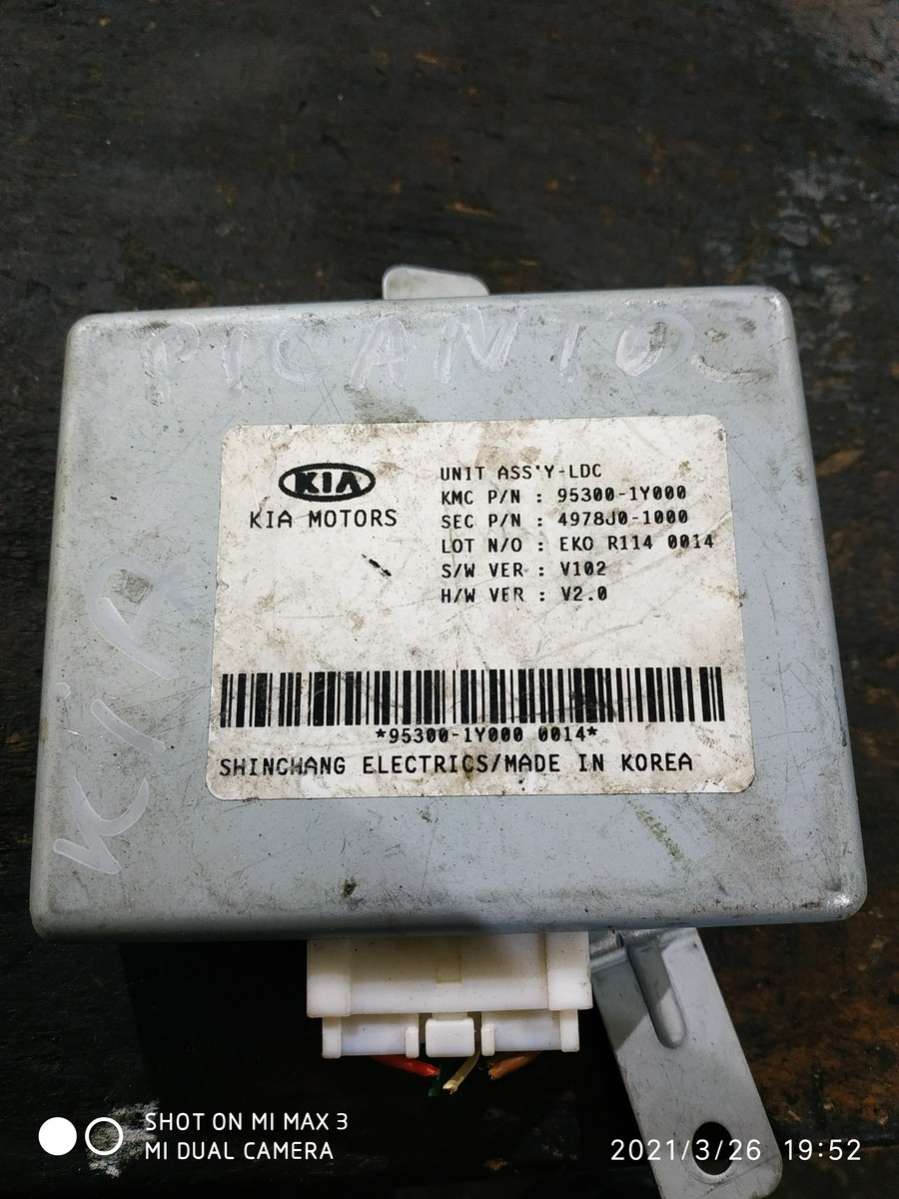 PICANTO
KIA
KIA
KIA MOTORS
UNIT ASS'Y-LDC
KMC P/N : 95300-1Y000
SEC P/N : 4978J0-1000
LOT N/O : EKO R114 0014
S/W VER : V102
H/W VER : V2.0
*95300-1Y000 0014*
SHINCHANG ELECTRICS/MADE IN KOREA
SHOT ON MI MAX 3
MI DUAL CAMERA
2021/3/26 19:52